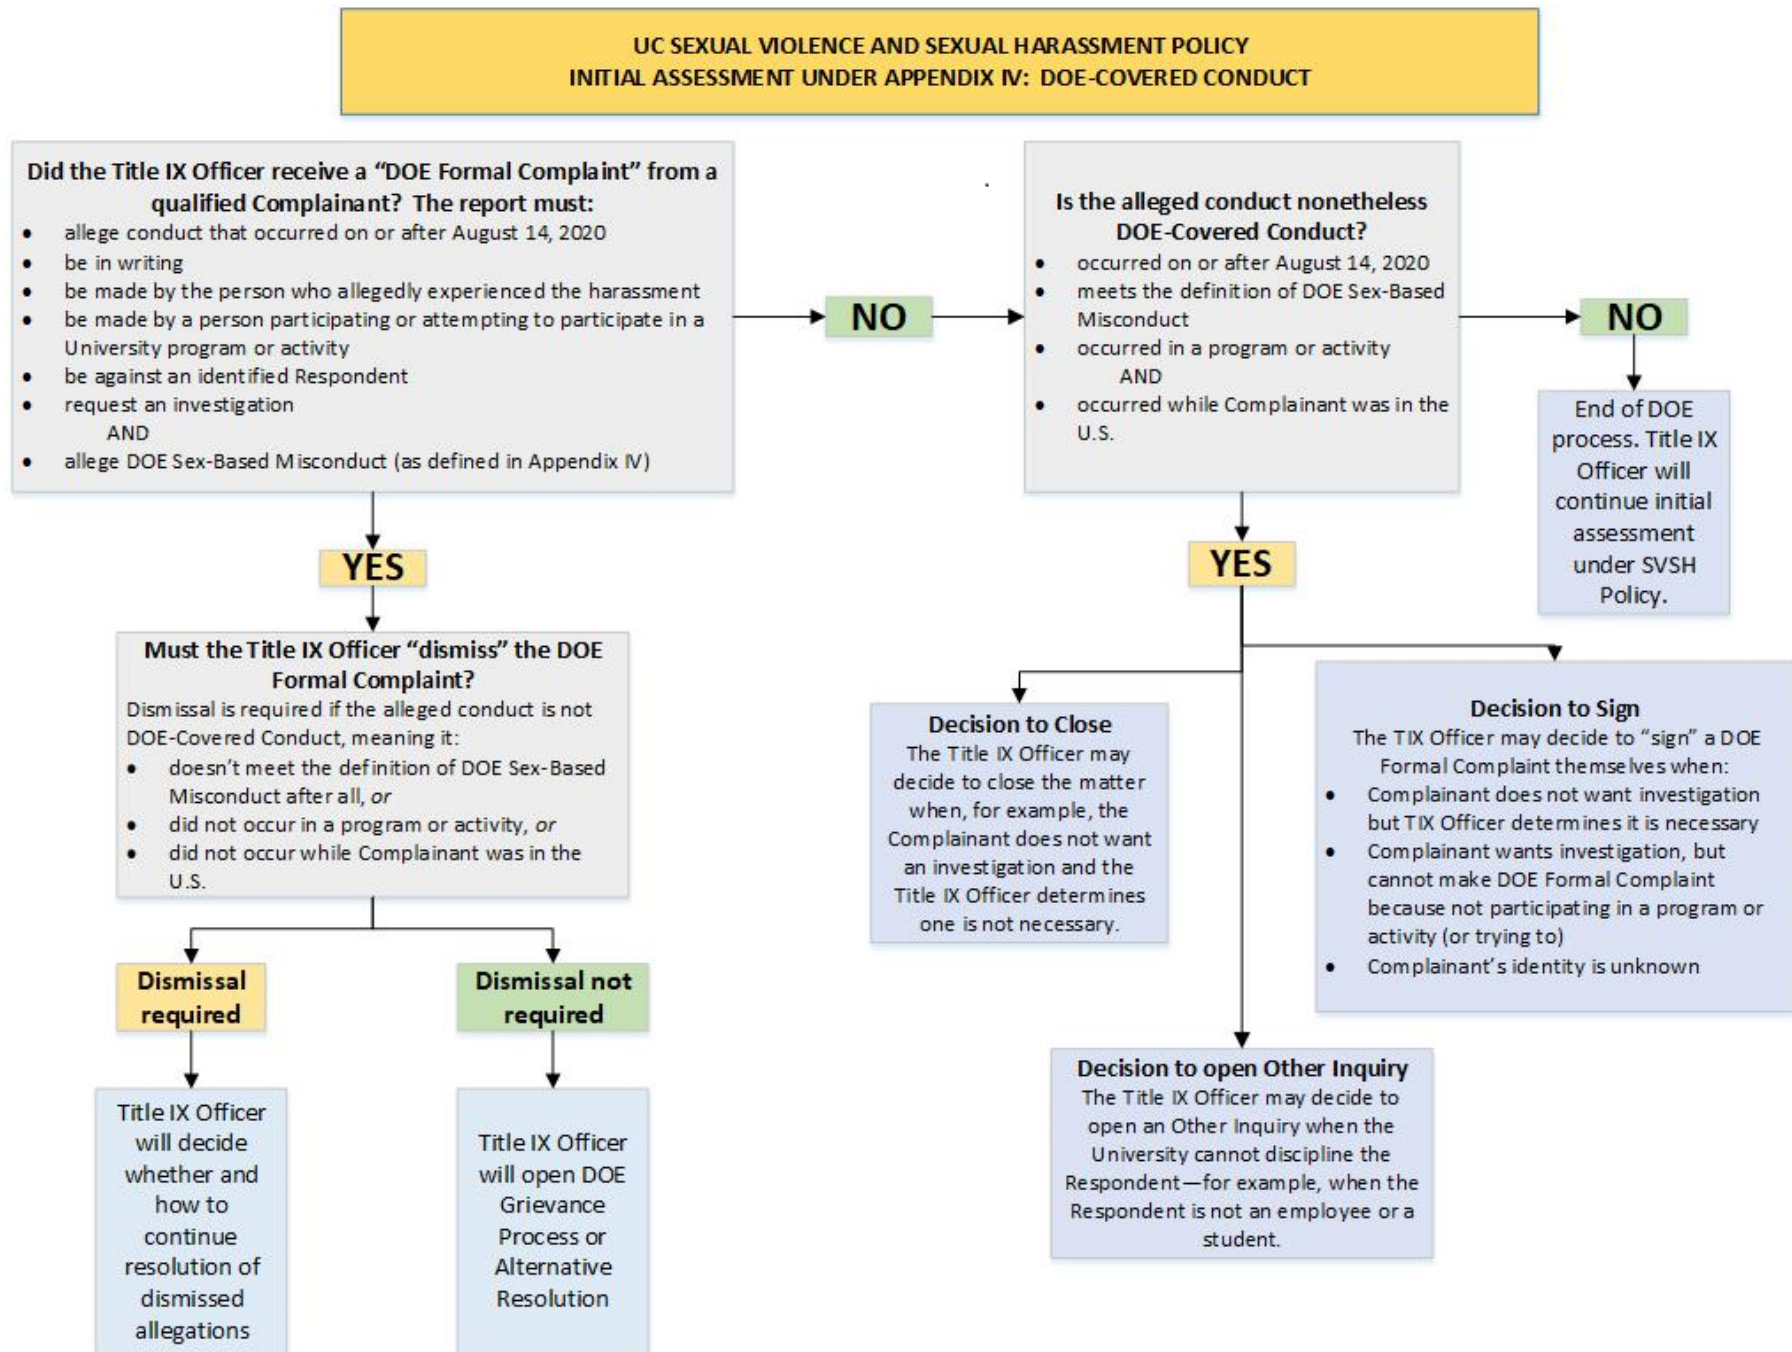 UC SEXUAL VIOLENCE AND SEXUAL HARASSMENT POLICY
INITIAL ASSESSMENT UNDER APPENDIX IV: DOE-COVERED CONDUCT
Did the Title IX Officer receive a “DOE Formal Complaint” from a
qualified Complainant? The report must:
• allege conduct that occurred on or after August 14, 2020
• be in writing
• be made by the person who allegedly experienced the harassment
• be made by a person participating or attempting to participate in a
University program or activity
• be against an identified Respondent
• request an investigation
AND
• allege DOE Sex-Based Misconduct (as defined in Appendix IV)
NO
Is the alleged conduct nonetheless
DOE-Covered Conduct?
• occurred on or after August 14, 2020
• meets the definition of DOE Sex-Based
Misconduct
• occurred in a program or activity
AND
• occurred while Complainant was in the
U.S.
NO
End of DOE
process. Title IX
Officer will
continue initial
assessment
under SVSH
Policy.
YES
Must the Title IX Officer “dismiss” the DOE
Formal Complaint?
Dismissal is required if the alleged conduct is not
DOE-Covered Conduct, meaning it:
• doesn’t meet the definition of DOE Sex-Based
Misconduct after all, or
• did not occur in a program or activity, or
• did not occur while Complainant was in the
U.S.
Dismissal
required
Dismissal not
required
Title IX Officer
will decide
whether and
how to
continue
resolution of
dismissed
allegations
Title IX Officer
will open DOE
Grievance
Process or
Alternative
Resolution
YES
Decision to Close
The Title IX Officer may
decide to close the matter
when, for example, the
Complainant does not want
an investigation and the
Title IX Officer determines
one is not necessary.
Decision to Sign
The TIX Officer may decide to “sign” a DOE
Formal Complaint themselves when:
• Complainant does not want investigation
but TIX Officer determines it is necessary
• Complainant wants investigation, but
cannot make DOE Formal Complaint
because not participating in a program or
activity (or trying to)
• Complainant’s identity is unknown
Decision to open Other Inquiry
The Title IX Officer may decide to
open an Other Inquiry when the
University cannot discipline the
Respondent—for example, when the
Respondent is not an employee or a
student.